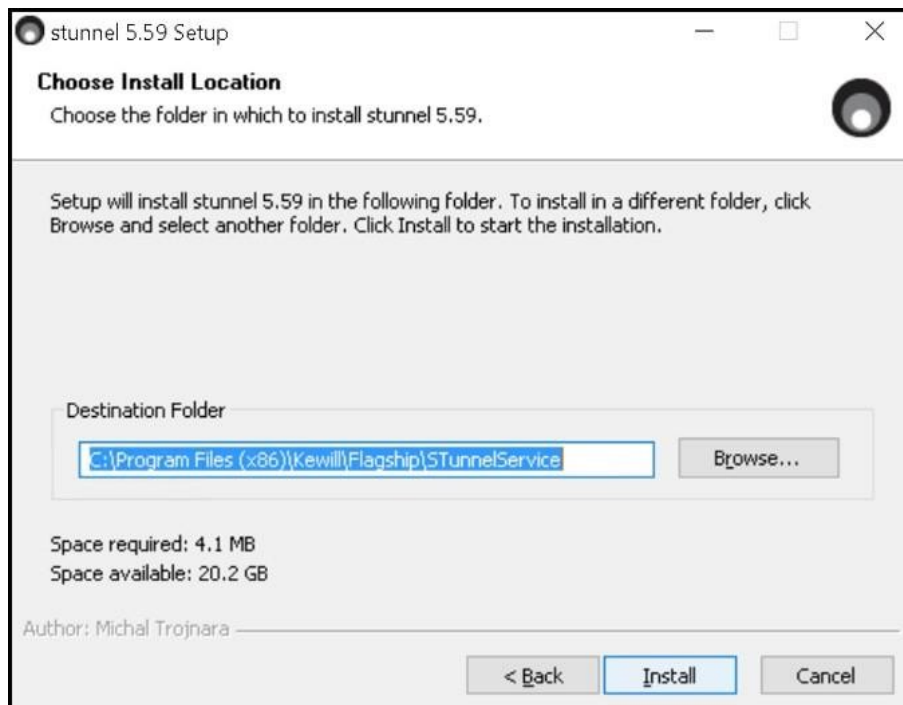 stunnel 5.59 Setup
Choose Install Location
Choose the folder in which to install stunnel 5.59.
Setup will install stunnel 5.59 in the following folder. To install in a different folder, click
Browse and select another folder. Click Install to start the installation.
Destination Folder
C:\Program Files (x86)\Kewill\Flagship\STunnelService
Browse...
Space required: 4.1 MB
Space available: 20.2 GB
Author: Michal Trojnara
< Back
Install
Cancel